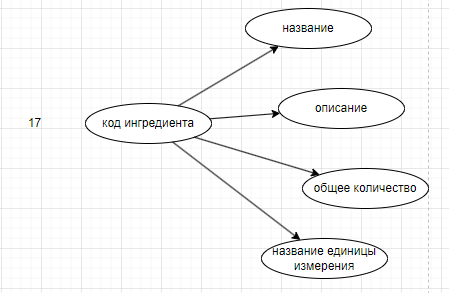 название
описание
17
код ингредиента
общее количество
название единицы
измерения